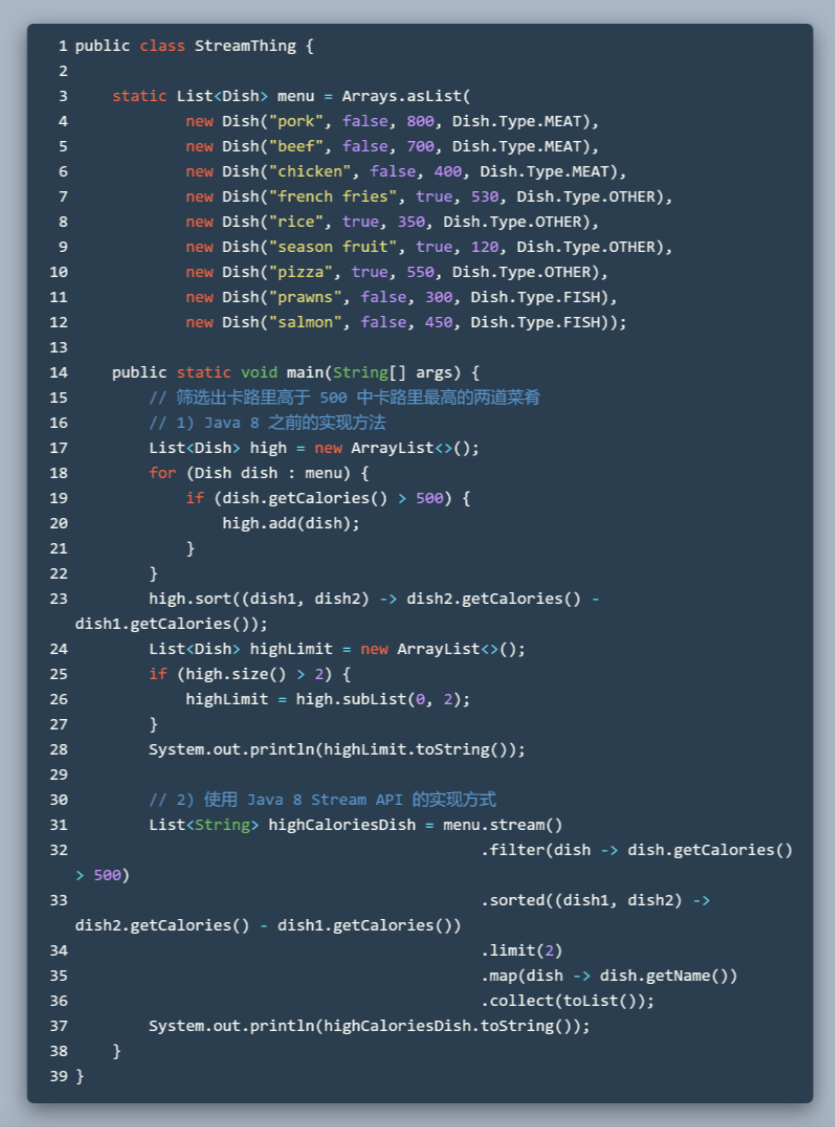 1 public class StreamThing {
2
3     static List<Dish> menu = Arrays.asList(
4             new Dish("pork", false, 800, Dish.Type.MEAT),
5             new Dish("beef", false, 700, Dish.Type.MEAT),
6             new Dish("chicken", false, 400, Dish.Type.MEAT),
7             new Dish("french fries", true, 530, Dish.Type.OTHER),
8             new Dish("rice", true, 350, Dish.Type.OTHER),
9             new Dish("season fruit", true, 120, Dish.Type.OTHER),
10             new Dish("pizza", true, 550, Dish.Type.OTHER),
11             new Dish("prawns", false, 300, Dish.Type.FISH),
12             new Dish("salmon", false, 450, Dish.Type.FISH));
13
14     public static void main(String[] args) {
15         // 筛选出卡路里高于 500 中卡路里最高的两道菜肴
16         // 1) Java 8 之前的实现方法
17         List<Dish> high = new ArrayList<>();
18         for (Dish dish : menu) {
19             if (dish.getCalories() > 500) {
20                 high.add(dish);
21             }
22         }
23         high.sort((dish1, dish2) -> dish2.getCalories() -
dish1.getCalories());
24         List<Dish> highLimit = new ArrayList<>();
25         if (high.size() > 2) {
26             highLimit = high.subList(0, 2);
27         }
28         System.out.println(highLimit.toString());
29
30         // 2) 使用 Java 8 Stream API 的实现方式
31         List<String> highCaloriesDish = menu.stream()
32                                             .filter(dish -> dish.getCalories()
> 500)
33                                             .sorted((dish1, dish2) ->
dish2.getCalories() - dish1.getCalories())
34                                             .limit(2)
35                                             .map(dish -> dish.getName())
36                                             .collect(toList());
37         System.out.println(highCaloriesDish.toString());
38     }
39 }